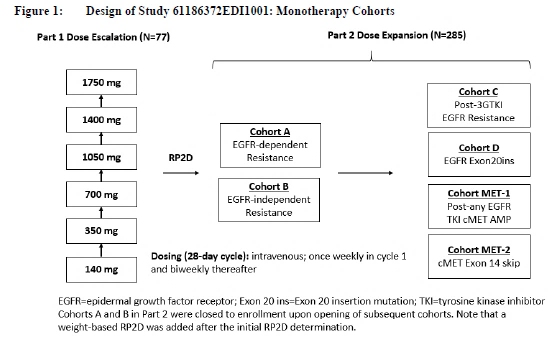 Figure 1: Design of Study 61186372EDI1001: Monotherapy Cohorts
Part 1 Dose Escalation (N=77)
Part 2 Dose Expansion (N=285)
1750 mg
1400 mg
1050 mg
700 mg
350 mg
140 mg
RP2D
Cohort A
EGFR-dependent
Resistance
Cohort B
EGFR-independent
Resistance
Cohort C
Post-3GTKI
EGFR Resistance
Cohort D
EGFR Exon20ins
Cohort MET-1
Post-any EGFR
TKI cMET AMP
Cohort MET-2
cMET Exon 14 skip
Dosing (28-day cycle): intravenous; once weekly in cycle 1
and biweekly thereafter
EGFR=epidermal growth factor receptor; Exon 20 ins=Exon 20 insertion mutation; TKI=tyrosine kinase inhibitor
Cohorts A and B in Part 2 were closed to enrollment upon opening of subsequent cohorts. Note that a
weight-based RP2D was added after the initial RP2D determination.